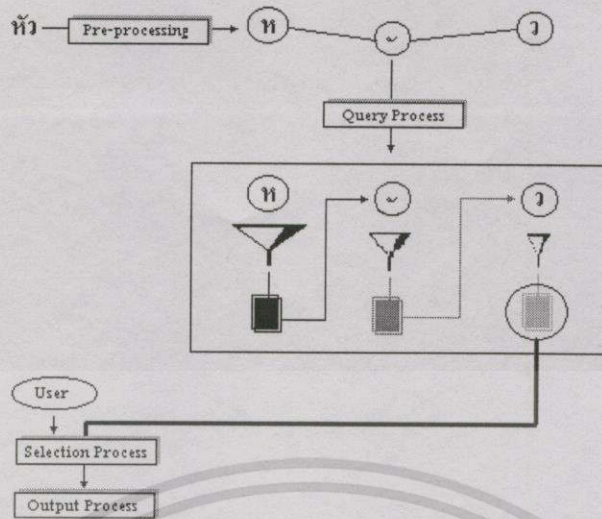 หัว Pre-processing ห ั ว
Query Process
ห ั ว
User
Selection Process
Output Process